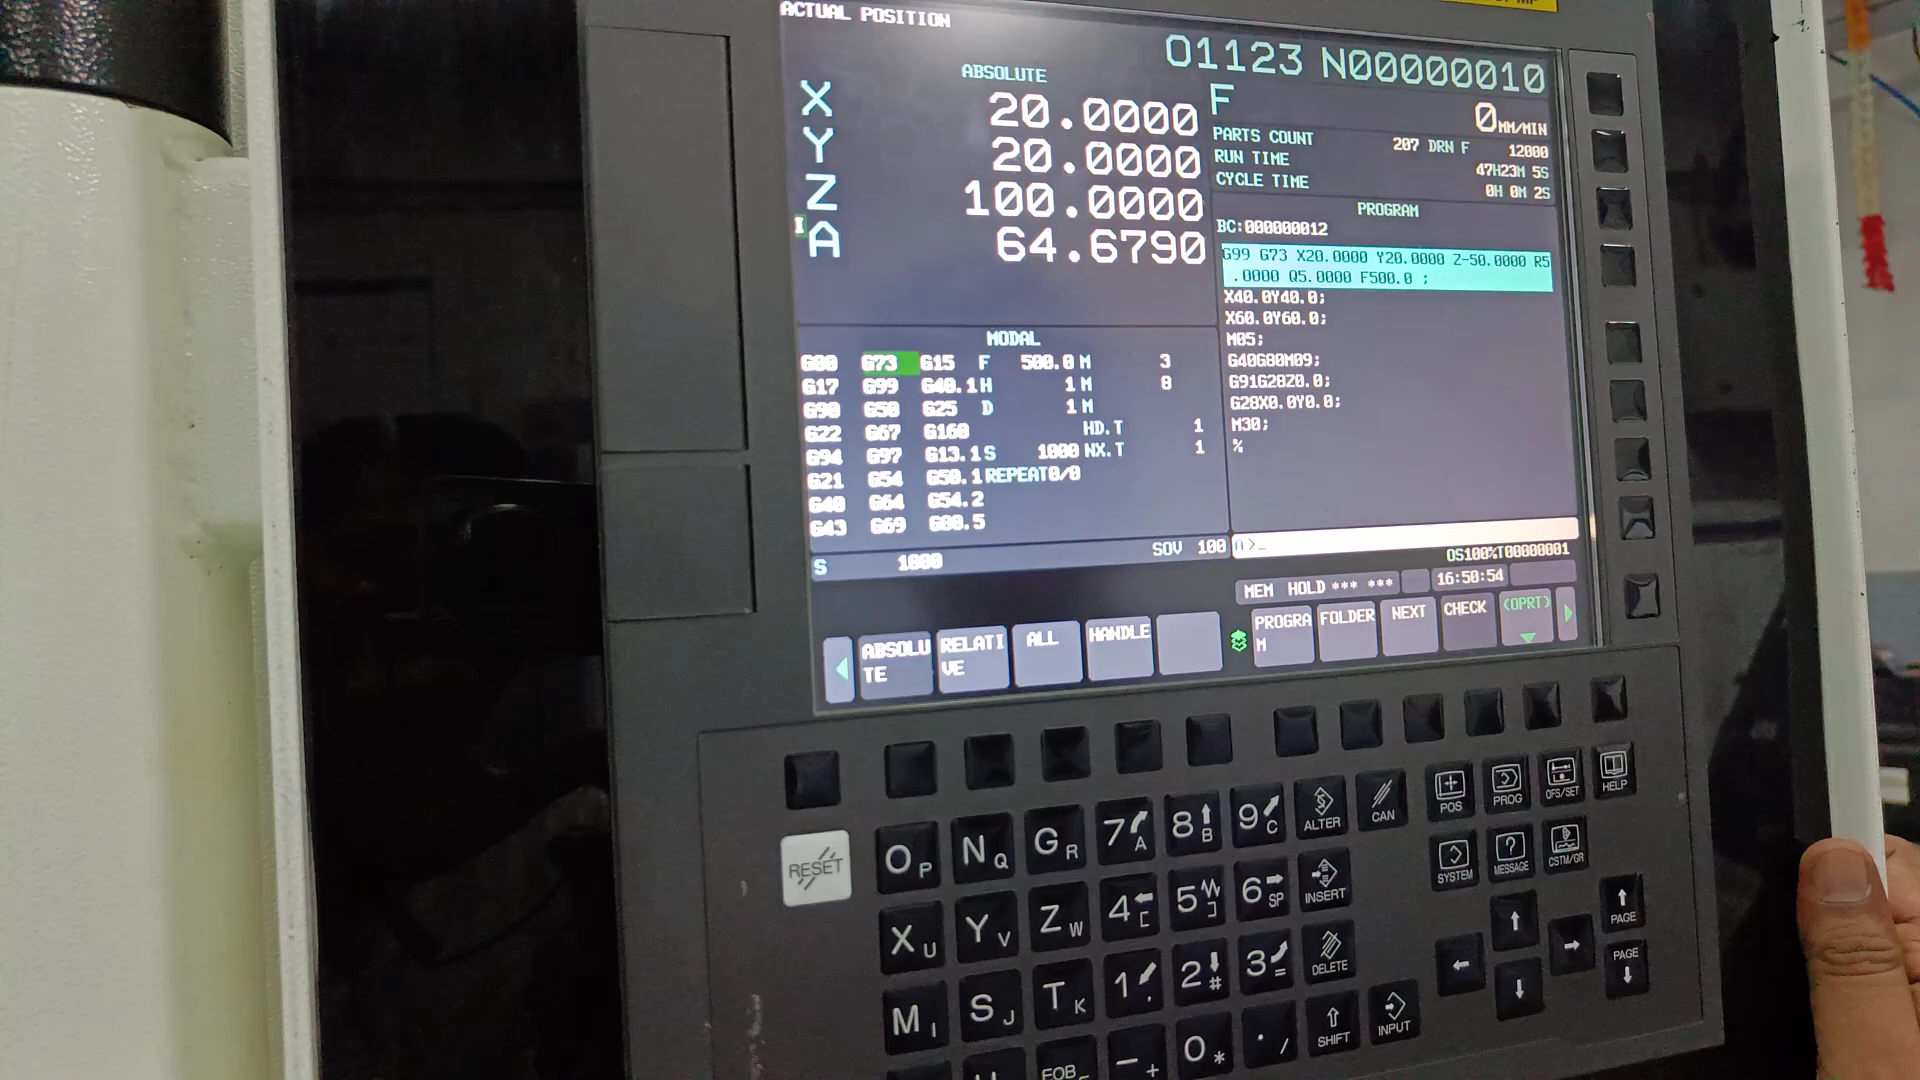 ACTUAL POSITION
O1123 N00000010
ABSOLUTE
X 20.0000
Y 20.0000
Z 100.0000
I A 64.6790
F 0 MM/MIN
PARTS COUNT 207 DRN F 12000
RUN TIME 47H23M 5S
CYCLE TIME 0H 0M 2S
PROGRAM
BC:000000012
G99 G73 X20.0000 Y20.0000 Z-50.0000 R5
.0000 Q5.0000 F500.0 ;
X40.0Y40.0;
X60.0Y60.0;
M05;
G40G80M09;
G91G28Z0.0;
G28X0.0Y0.0;
M30;
%
MODAL
G00 G73 G15 F 500.0 M 3
G17 G99 G40.1 H 1 M 8
G90 G50 G25 D 1 M
G22 G67 G160 HD.T 1
G94 G97 G13.1 S 1000 NX.T 1
G21 G54 G50.1 REPEAT0/0
G40 G64 G54.2
G43 G69 G80.5
S 1000 SOV 100
A >_
OS100%T00000001
MEM HOLD *** *** 16:50:54
ABSOLU
TE
RELATI
VE
ALL
HANDLE
PROGRA
M
FOLDER
NEXT
CHECK
(OPRT)
RESET
O P N Q G R 7 A 8 B 9 C ALTER CAN
POS PROG OFS/SET HELP
X U Y V Z W 4 [ 5 ] 6 SP INSERT
SYSTEM MESSAGE CSTM/GR
M I S J T K 1 , 2 # 3 = DELETE
PAGE
PAGE
EOB - + 0 * . / SHIFT INPUT